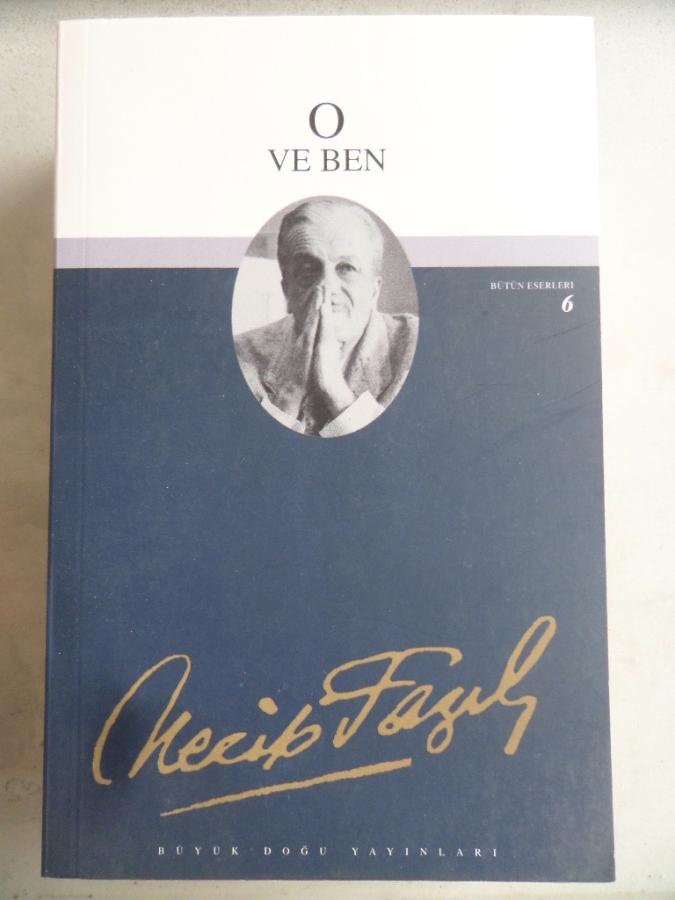 O
VE BEN
BÜTÜN ESERLERİ
6
Necip Fazıl
BÜYÜK DOĞU YAYINLARI